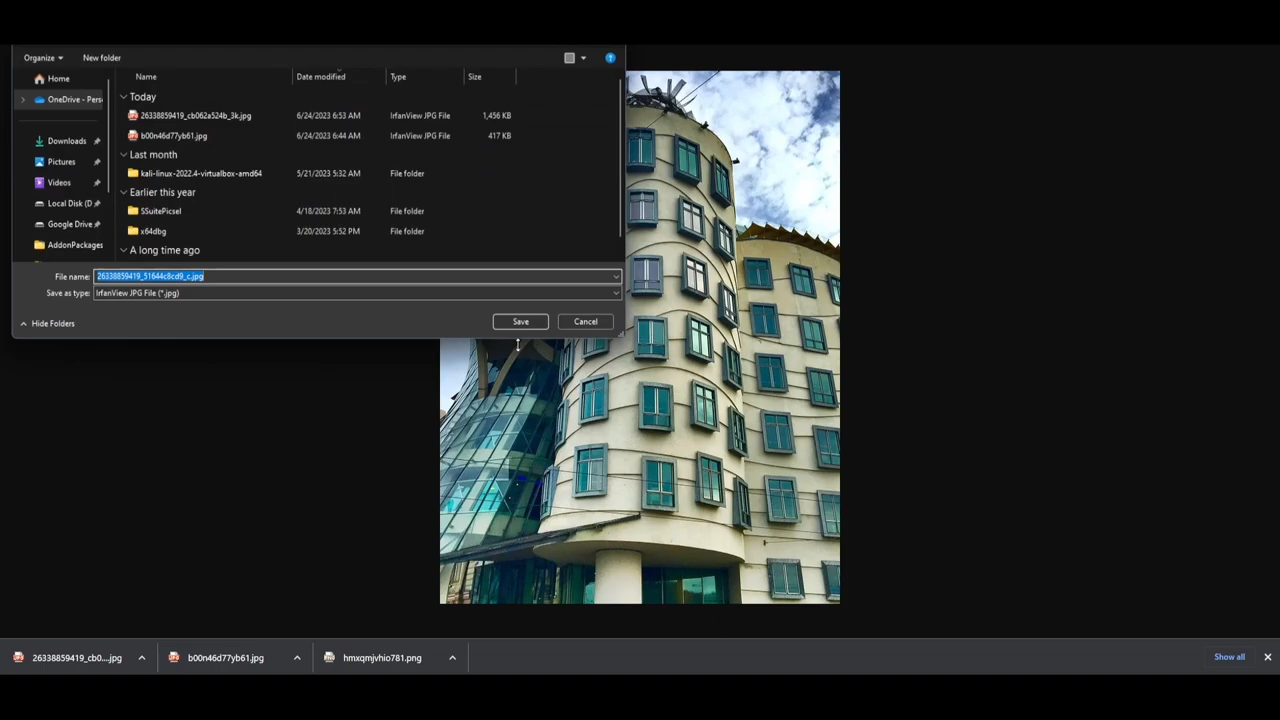 Organize New folder
Name Date modified Type Size
Home
OneDrive - Pers
Downloads
Pictures
Videos
Local Disk (D
Google Drive
AddonPackages
Today
26338859419_cb062a524b_3k.jpg 6/24/2023 6:53 AM IrfanView JPG File 1,456 KB
b00n46d77yb61.jpg 6/24/2023 6:44 AM IrfanView JPG File 417 KB
Last month
kali-linux-2022.4-virtualbox-amd64 5/21/2023 5:32 AM File folder
Earlier this year
SSuitePicsel 4/18/2023 7:53 AM File folder
x64dbg 3/20/2023 5:52 PM File folder
A long time ago
File name: 26338859419_51644c8cd9_c.jpg
Save as type: IrfanView JPG File (*.jpg)
Hide Folders Save Cancel
26338859419_cb0....jpg b00n46d77yb61.jpg hmxqmjvhio781.png Show all